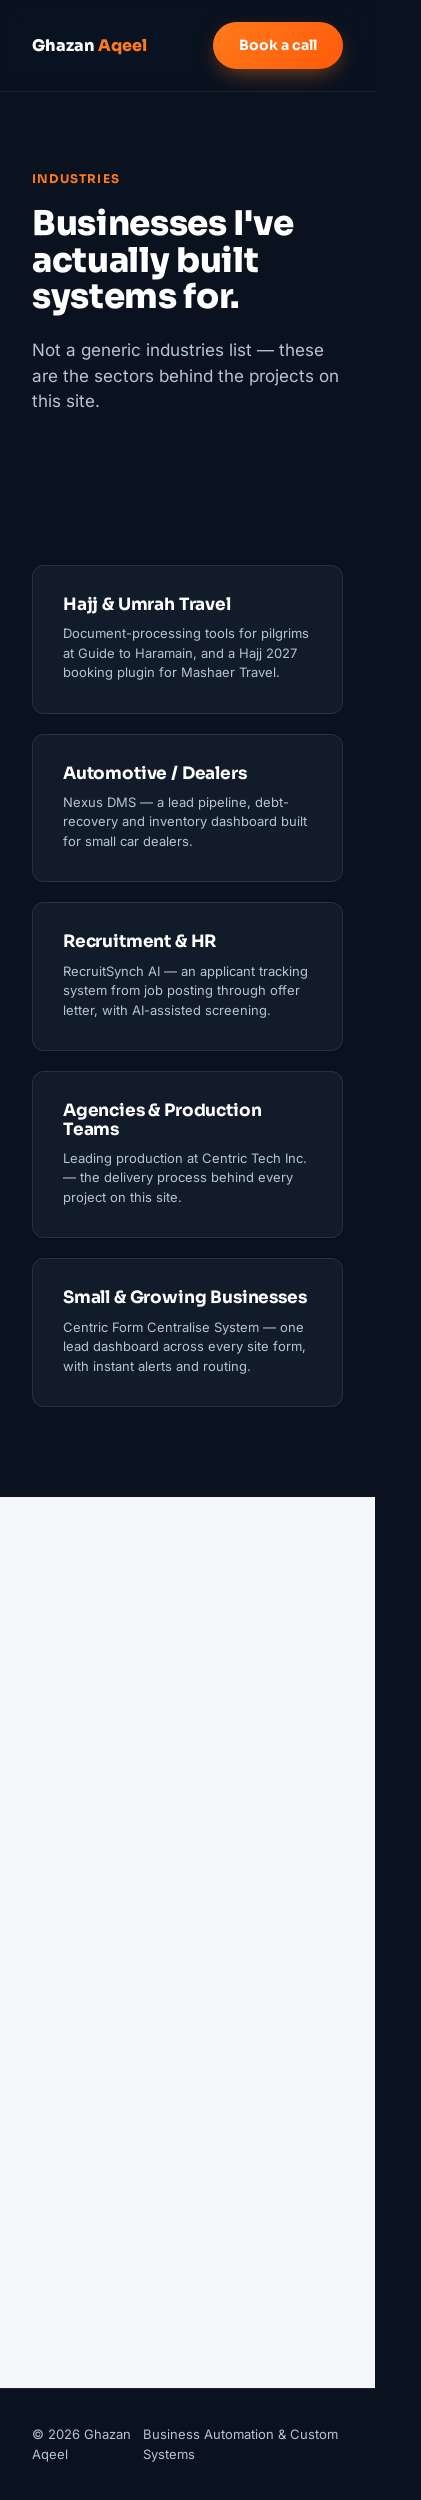 Ghazan Aqeel
Book a call
INDUSTRIES
Businesses I've
actually built
systems for.
Not a generic industries list — these
are the sectors behind the projects on
this site.
Hajj & Umrah Travel
Document-processing tools for pilgrims
at Guide to Haramain, and a Hajj 2027
booking plugin for Mashaer Travel.
Automotive / Dealers
Nexus DMS — a lead pipeline, debt-
recovery and inventory dashboard built
for small car dealers.
Recruitment & HR
RecruitSynch AI — an applicant tracking
system from job posting through offer
letter, with AI-assisted screening.
Agencies & Production
Teams
Leading production at Centric Tech Inc.
— the delivery process behind every
project on this site.
Small & Growing Businesses
Centric Form Centralise System — one
lead dashboard across every site form,
with instant alerts and routing.
© 2026 Ghazan
Aqeel
Business Automation & Custom
Systems